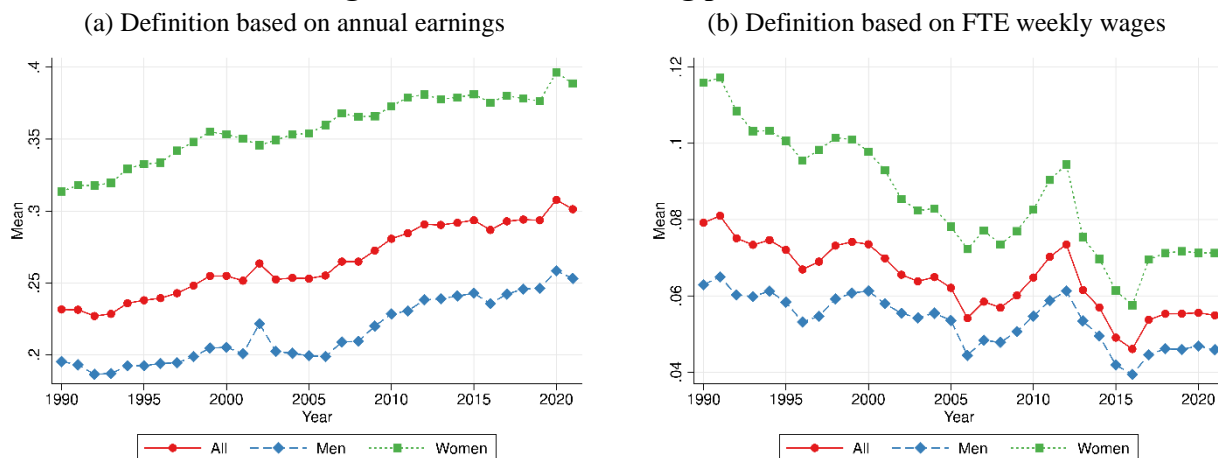 (a) Definition based on annual earnings
.4
.35
.3
.25
.2
Mean
1990
1995
2000
2005
2010
2015
2020
Year
All
Men
Women
(b) Definition based on FTE weekly wages
.12
.1
.08
.06
.04
Mean
1990
1995
2000
2005
2010
2015
2020
Year
All
Men
Women